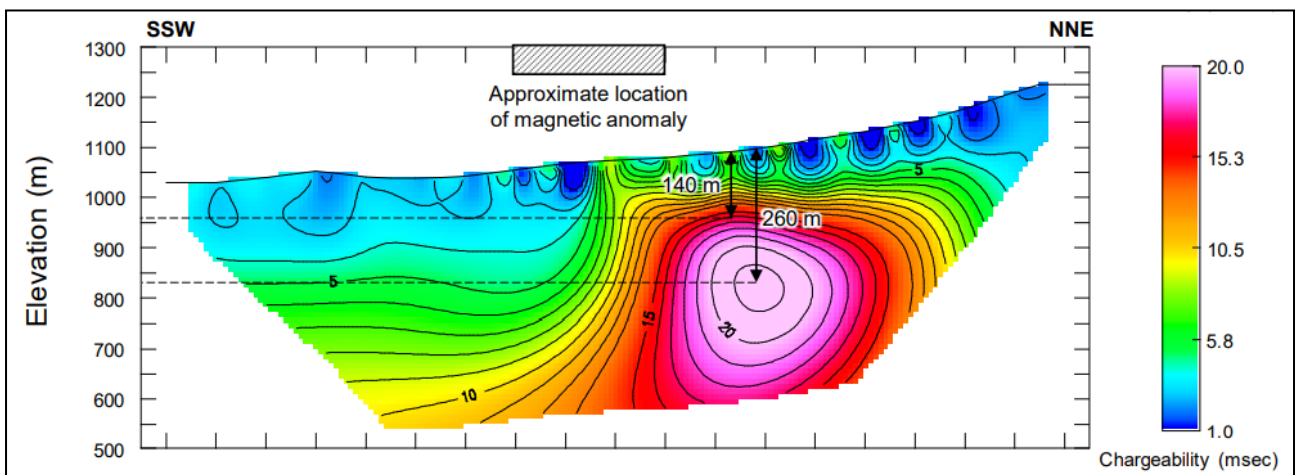 SSW
NNE
1300
1200
1100
1000
900
800
700
600
500
Elevation (m)
Approximate location
of magnetic anomaly
140 m
260 m
5
5
10
15
20
20.0
15.3
10.5
5.8
1.0
Chargeability (msec)